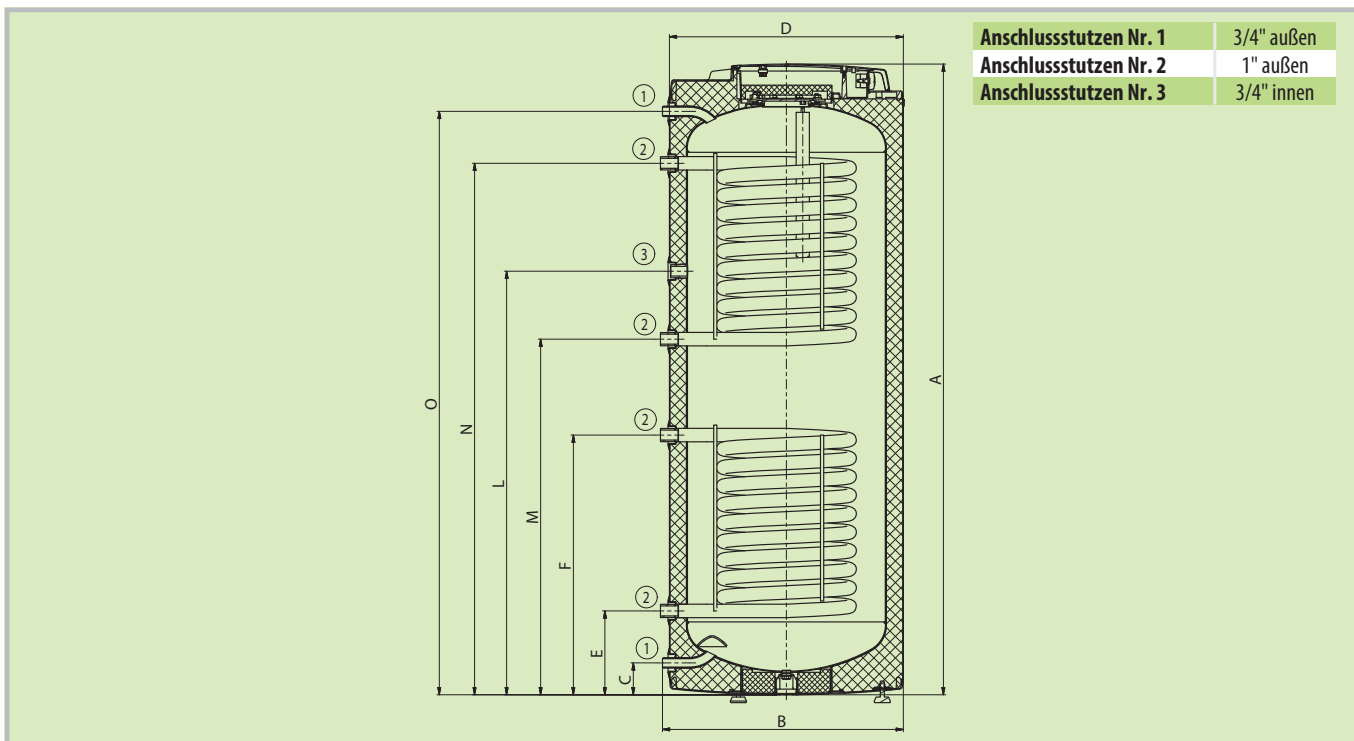 D
Anschlussstutzen Nr. 1 3/4" außen
Anschlussstutzen Nr. 2 1" außen
Anschlussstutzen Nr. 3 3/4" innen
1
2
3
2
2
2
1
O
N
L
M
F
E
C
A
B